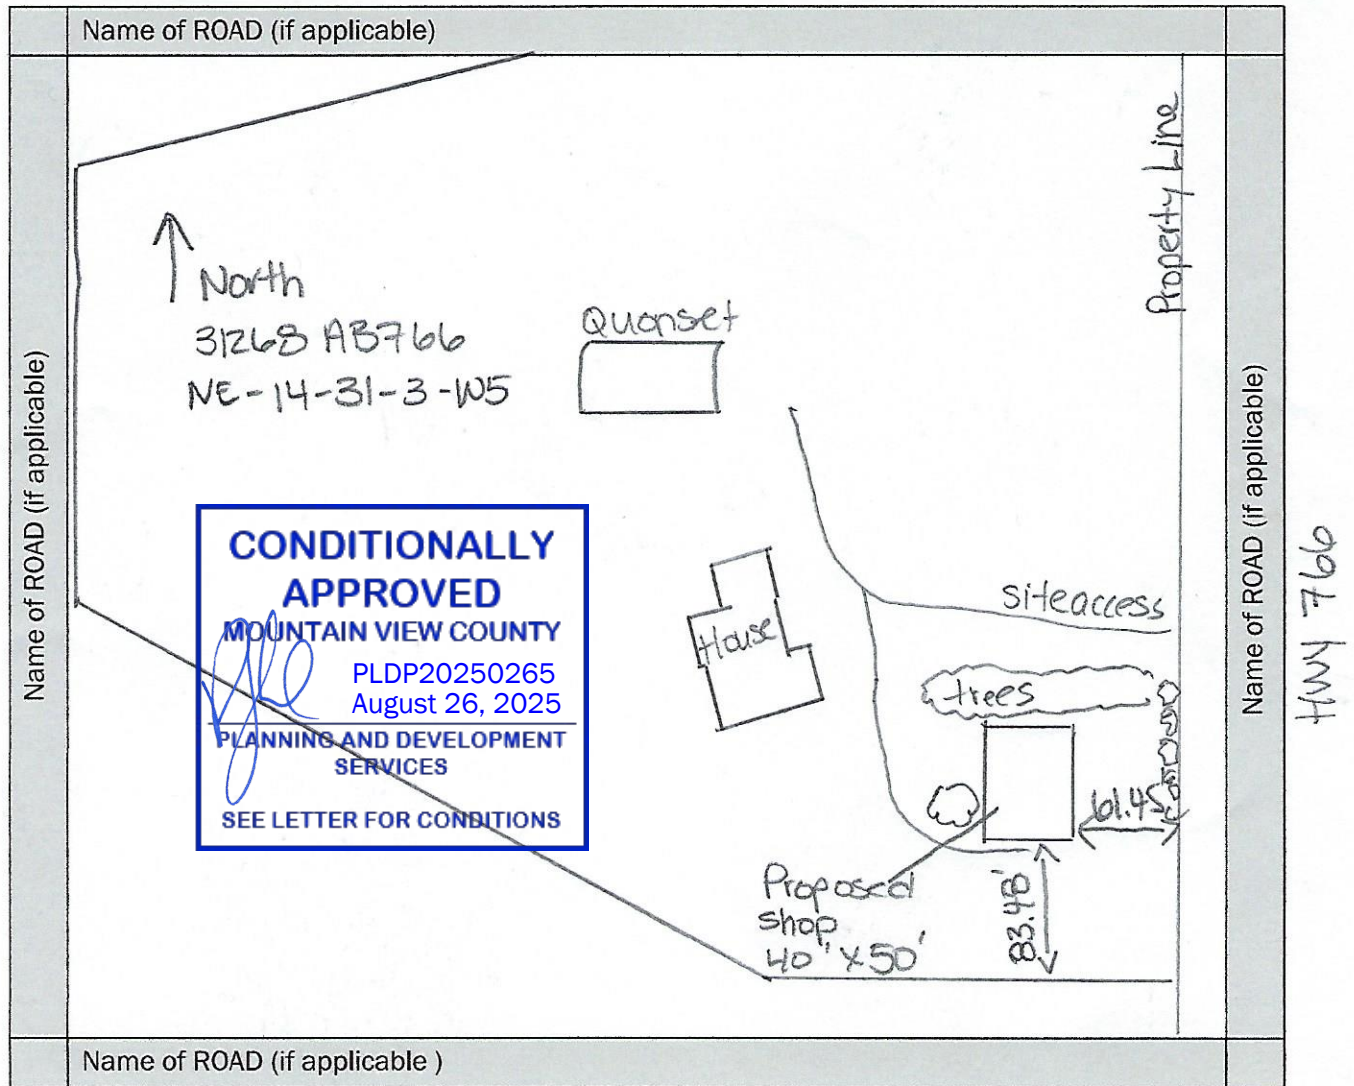 Name of ROAD (if applicable)
Name of ROAD (if applicable)
Property Line
North
31268 AB766
NE-14-31-3-W5
Quonset
CONDITIONALLY
APPROVED
MOUNTAIN VIEW COUNTY
PLDP20250265
August 26, 2025
PLANNING AND DEVELOPMENT
SERVICES
SEE LETTER FOR CONDITIONS
House
site access
trees
61.45
83.48'
Proposed
shop
40' x 50'
Name of ROAD (if applicable)
HWY 766
Name of ROAD (if applicable )